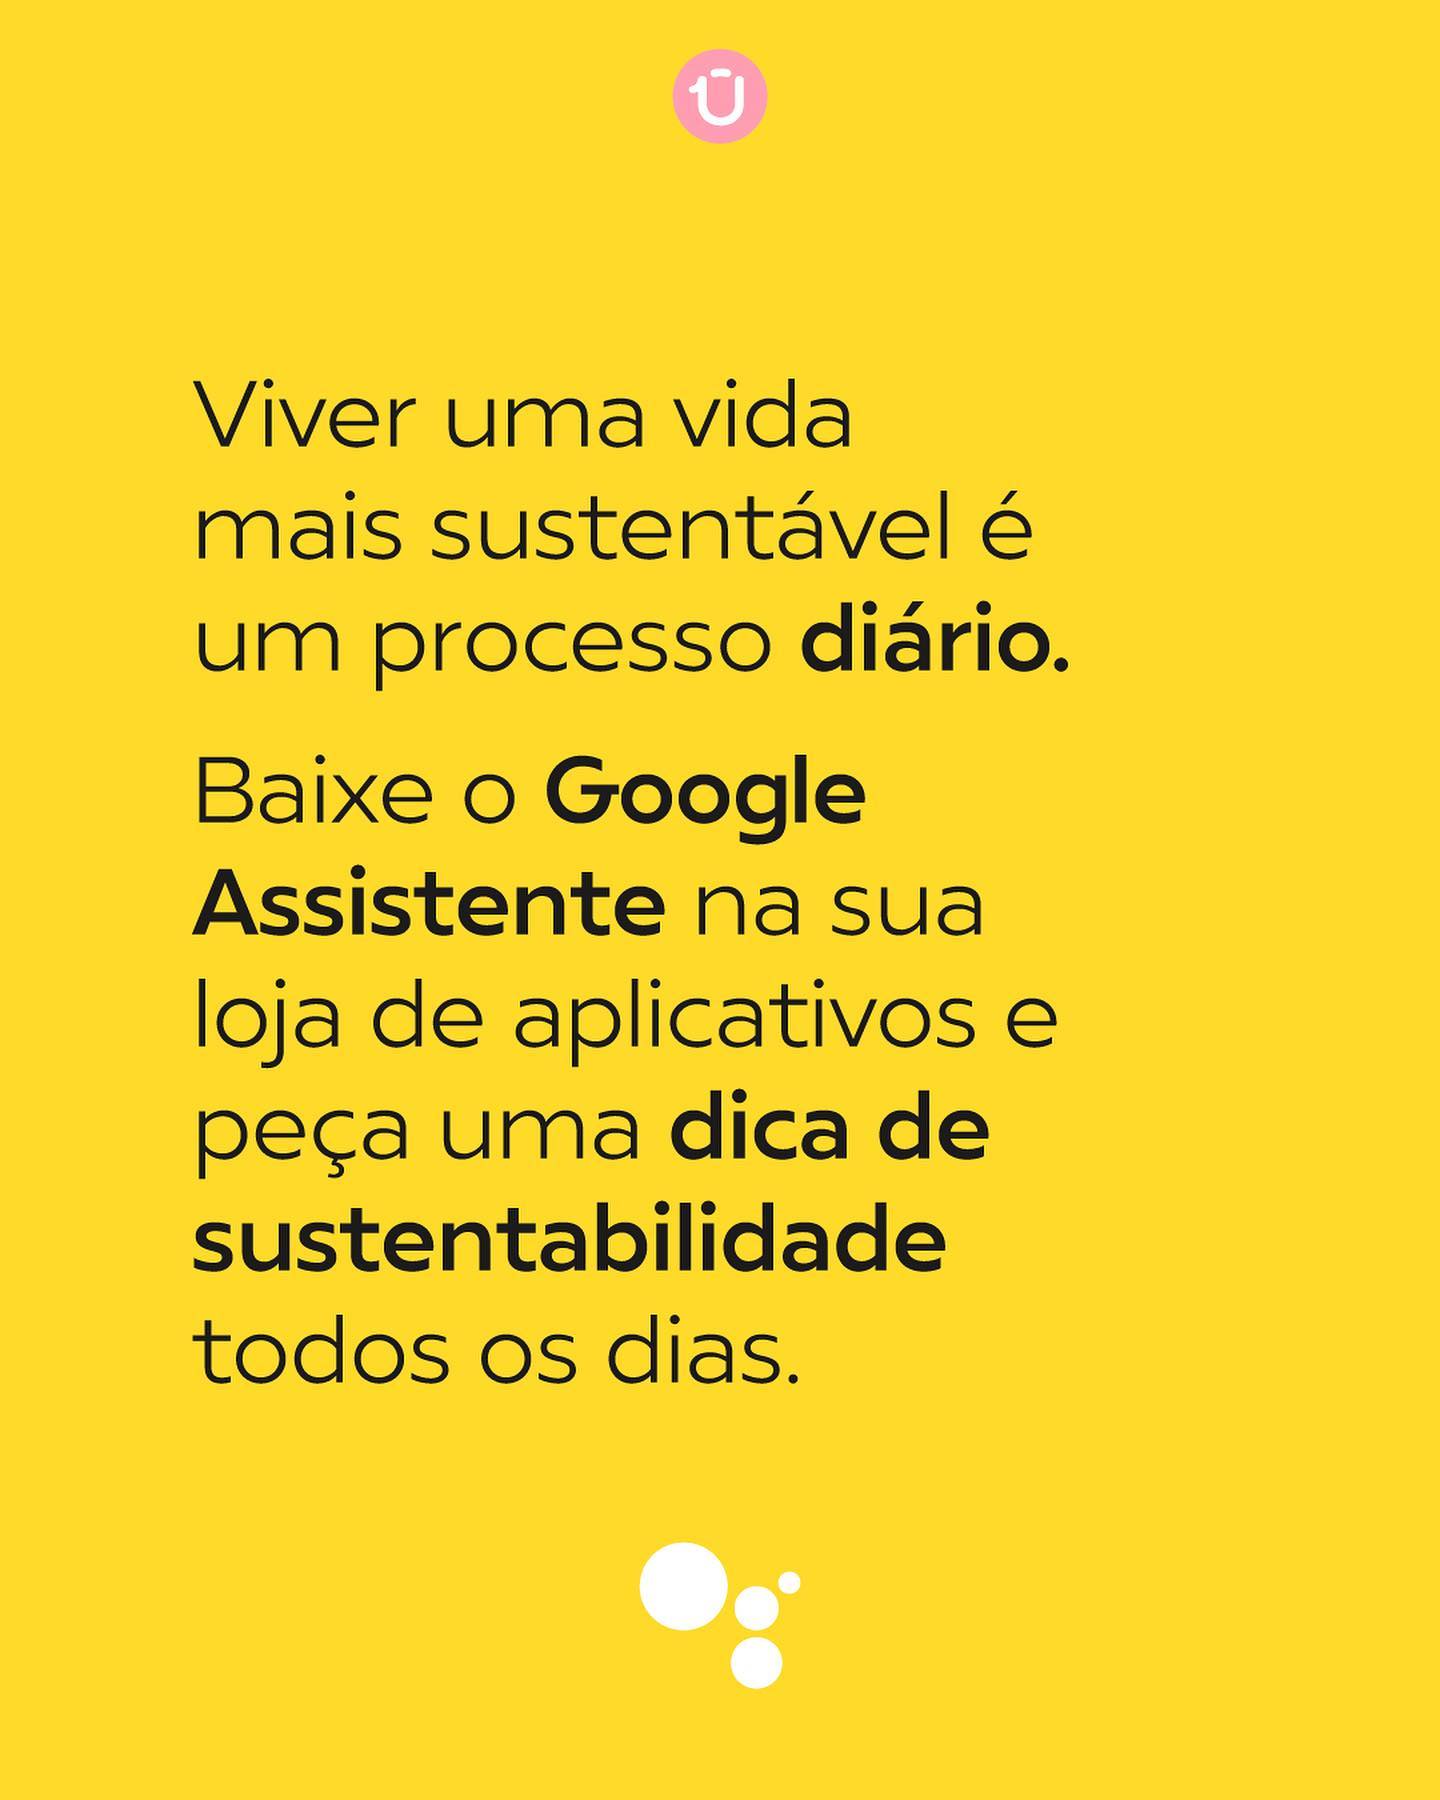 Viver uma vida
mais sustentável é
um processo diário.
Baixe o Google
Assistente na sua
loja de aplicativos e
peça uma dica de
sustentabilidade
todos os dias.